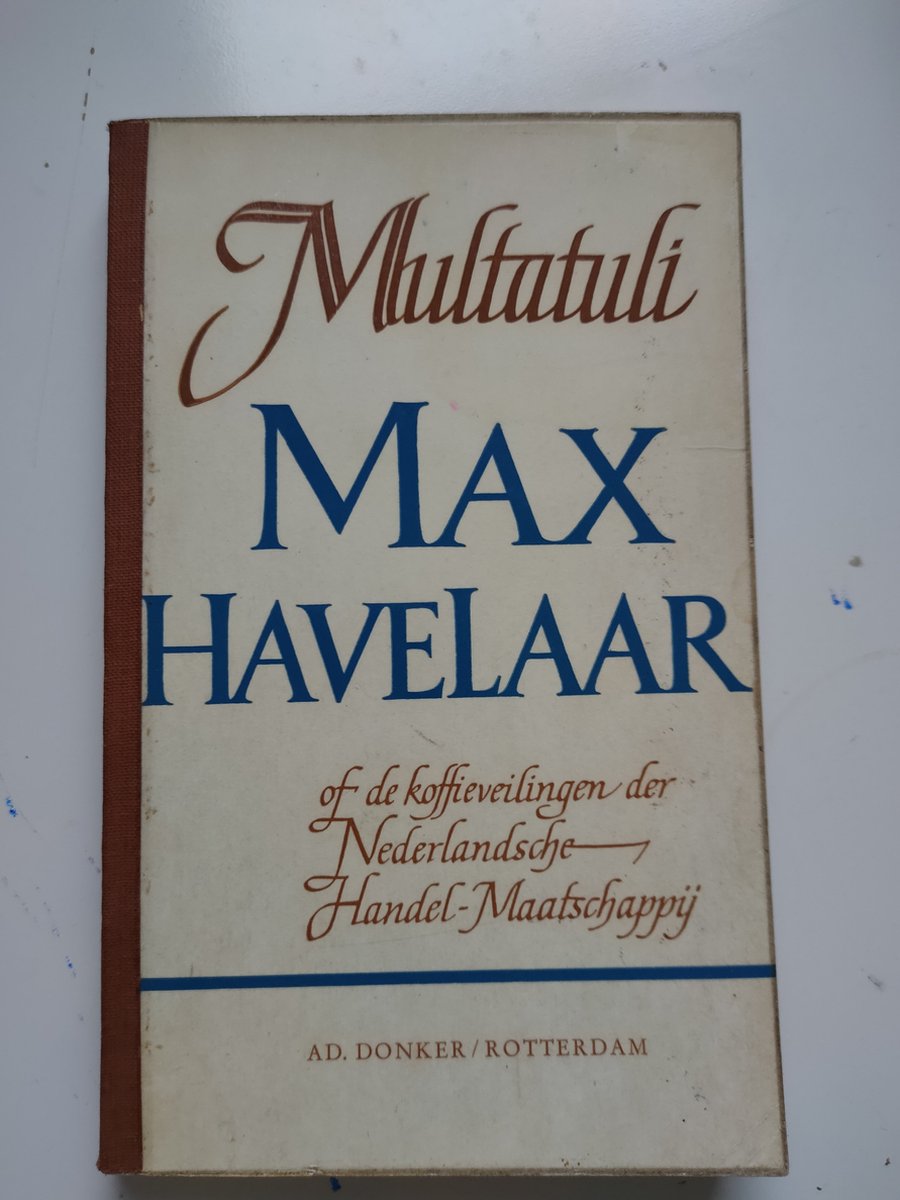 Multatuli
MAX
HAVELAAR
of de koffieveilingen der
Nederlandsche
Handel-Maatschappij
AD. DONKER/ROTTERDAM